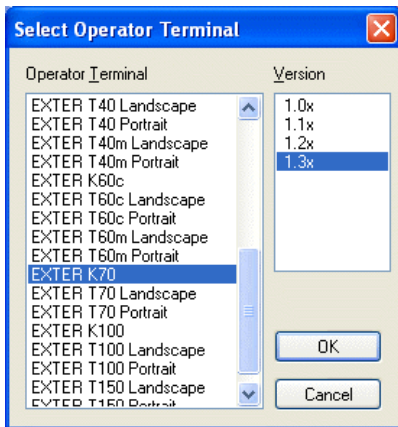 Select Operator Terminal
Operator Terminal
Version
EXTER T40 Landscape
EXTER T40 Portrait
EXTER T40m Landscape
EXTER T40m Portrait
EXTER K60c
EXTER T60c Landscape
EXTER T60c Portrait
EXTER T60m Landscape
EXTER T60m Portrait
EXTER K70
EXTER T70 Landscape
EXTER T70 Portrait
EXTER K100
EXTER T100 Landscape
EXTER T100 Portrait
EXTER T150 Landscape
EXTER T150 Portrait
1.0x
1.1x
1.2x
1.3x
OK
Cancel